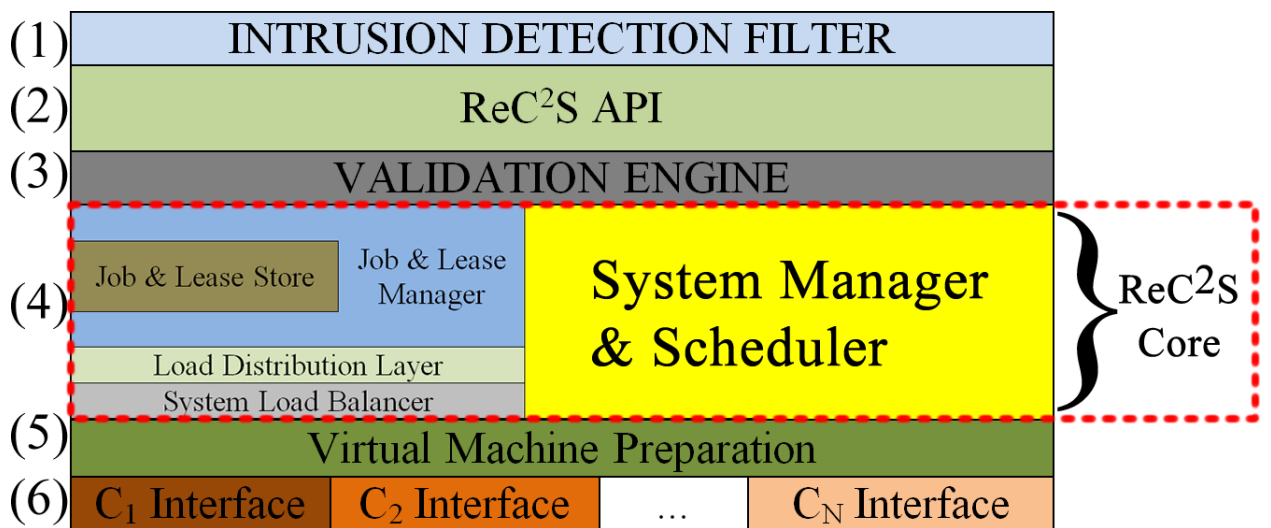 (1) INTRUSION DETECTION FILTER
(2) ReC²S API
(3) VALIDATION ENGINE
(4)
Job & Lease Store
Job & Lease
Manager
Load Distribution Layer
System Load Balancer
System Manager
& Scheduler
ReC²S
Core
(5) Virtual Machine Preparation
(6) C₁ Interface C₂ Interface ... C_N Interface